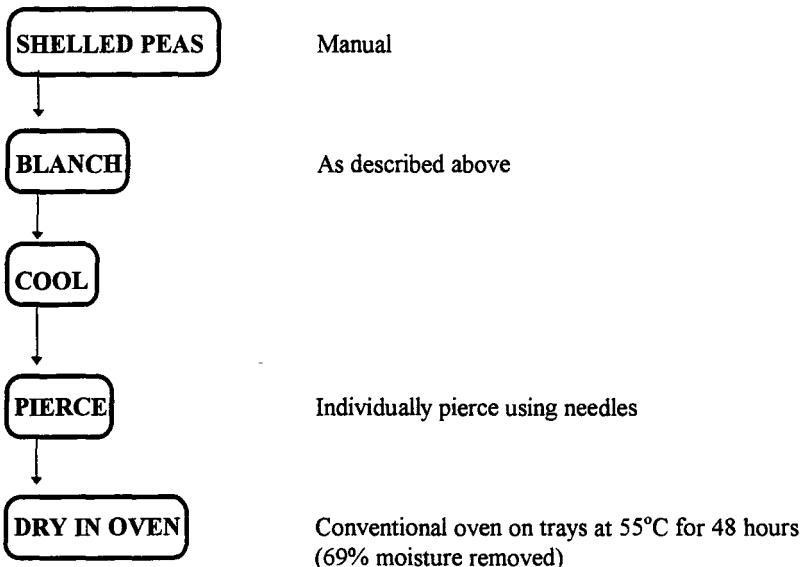 SHELLED PEAS Manual
BLANCH As described above
COOL
PIERCE Individually pierce using needles
DRY IN OVEN Conventional oven on trays at 55°C for 48 hours
(69% moisture removed)